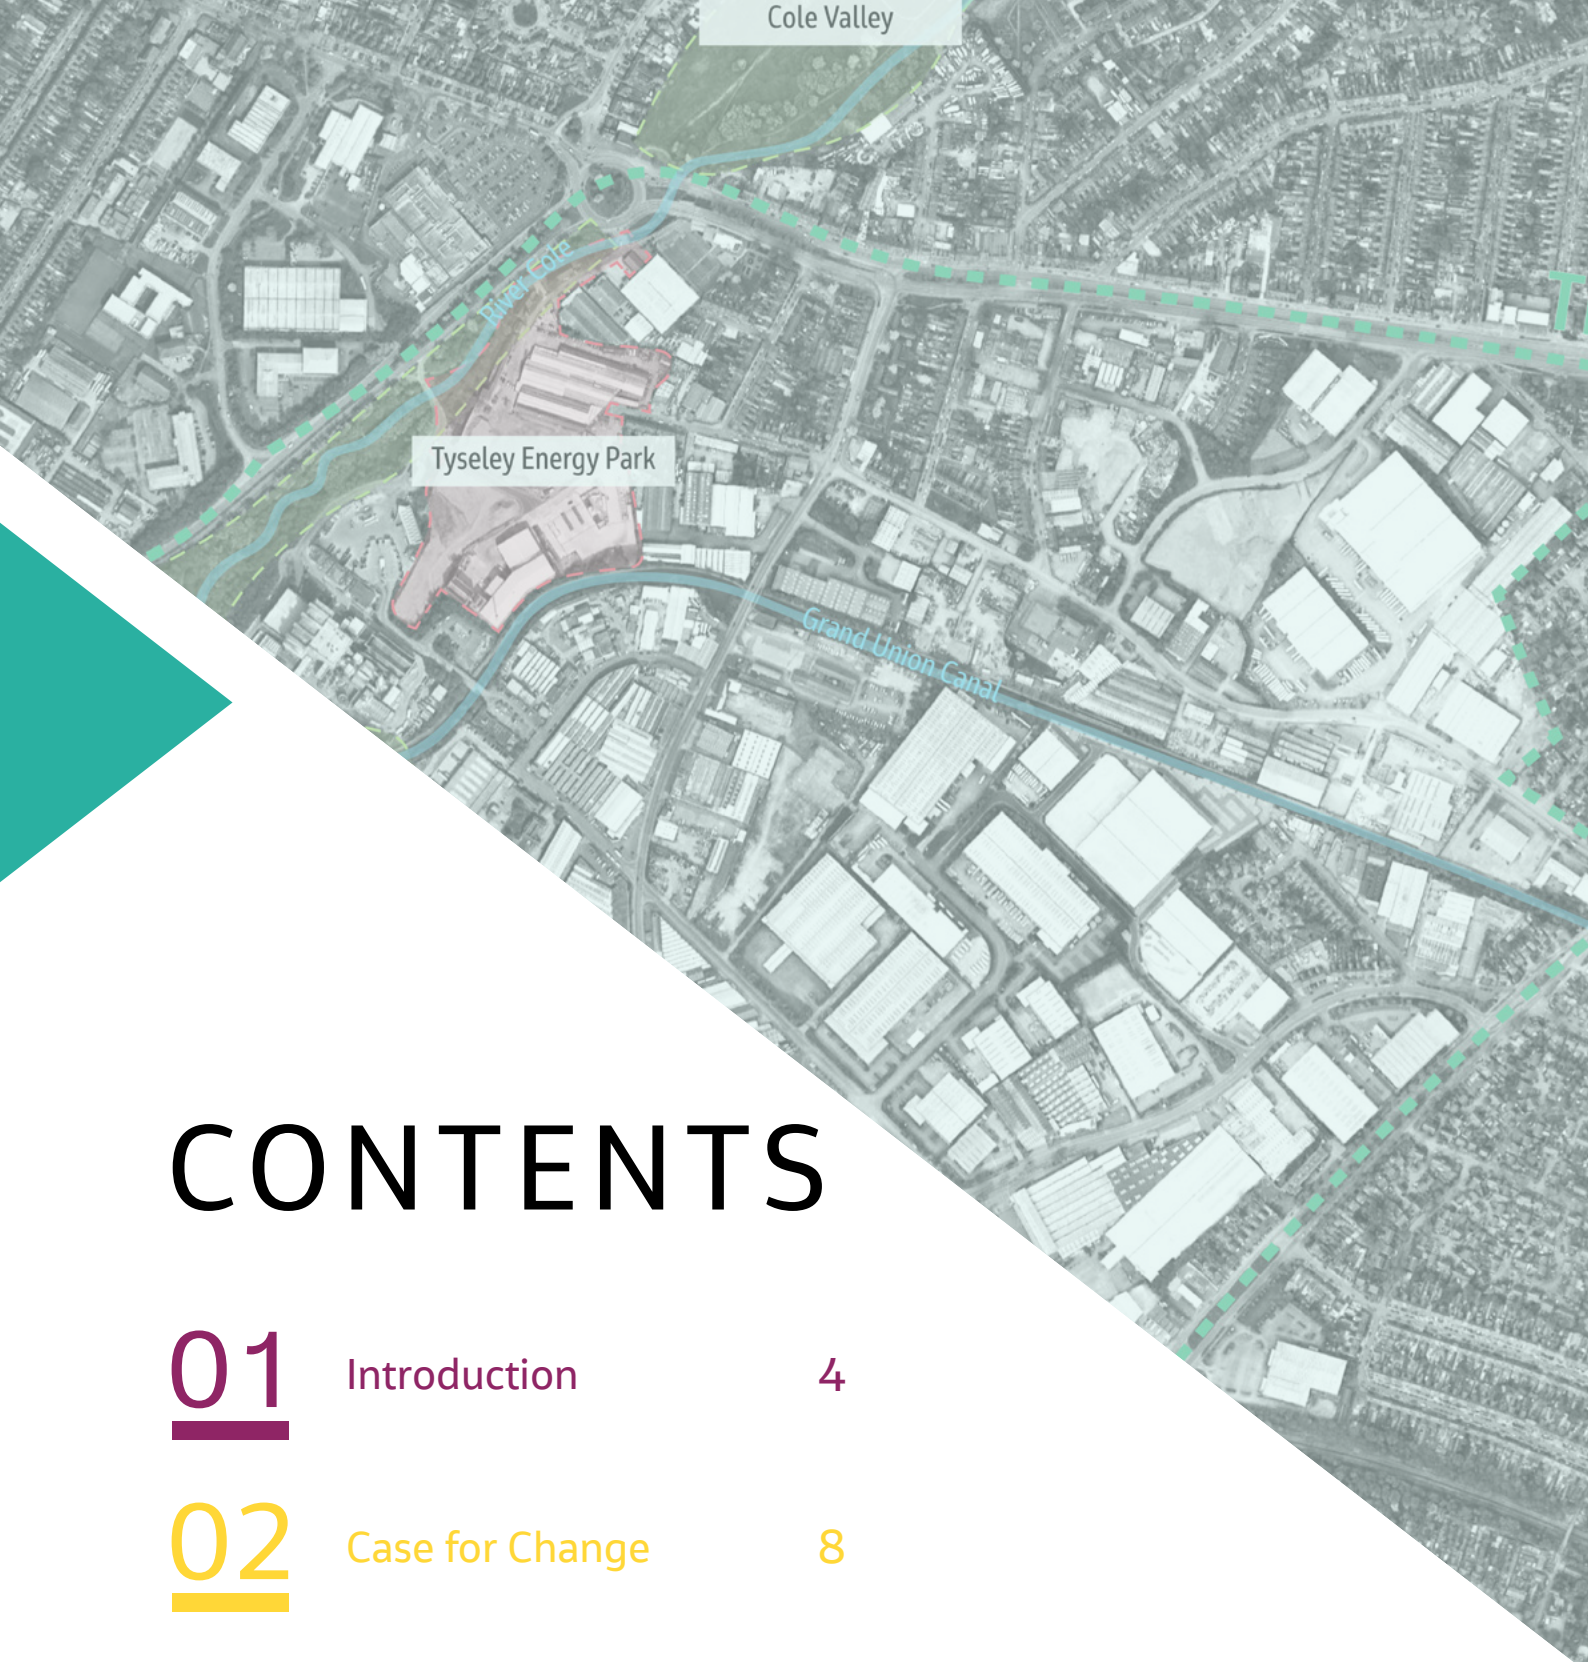 Cole Valley
River Cole
Tyseley Energy Park
Grand Union Canal
CONTENTS
01 Introduction 4
02 Case for Change 8